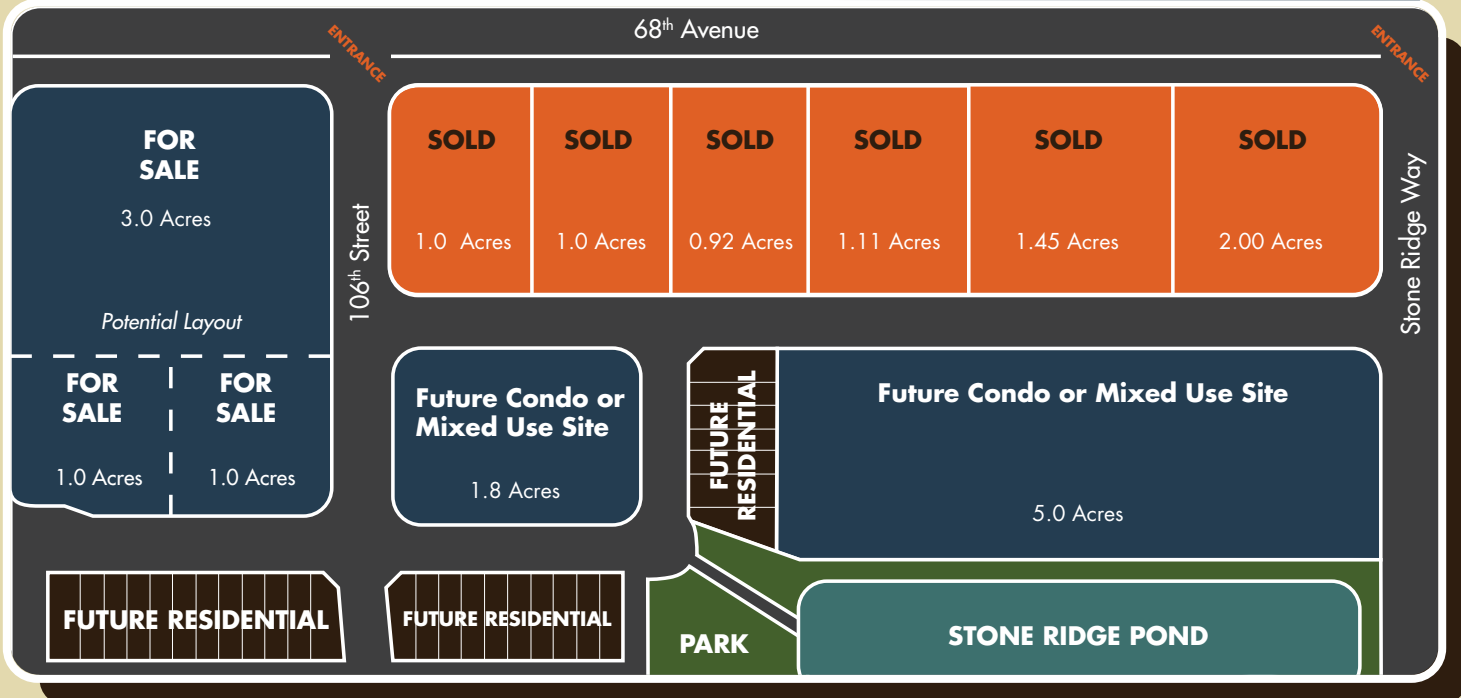 68th Avenue
ENTRANCE
ENTRANCE
FOR
SALE
3.0 Acres
Potential Layout
FOR
SALE
1.0 Acres
FOR
SALE
1.0 Acres
106th Street
SOLD
1.0 Acres
SOLD
1.0 Acres
SOLD
0.92 Acres
SOLD
1.11 Acres
SOLD
1.45 Acres
SOLD
2.00 Acres
Stone Ridge Way
Future Condo or
Mixed Use Site
1.8 Acres
FUTURE
RESIDENTIAL
Future Condo or Mixed Use Site
5.0 Acres
FUTURE RESIDENTIAL
FUTURE RESIDENTIAL
PARK
STONE RIDGE POND